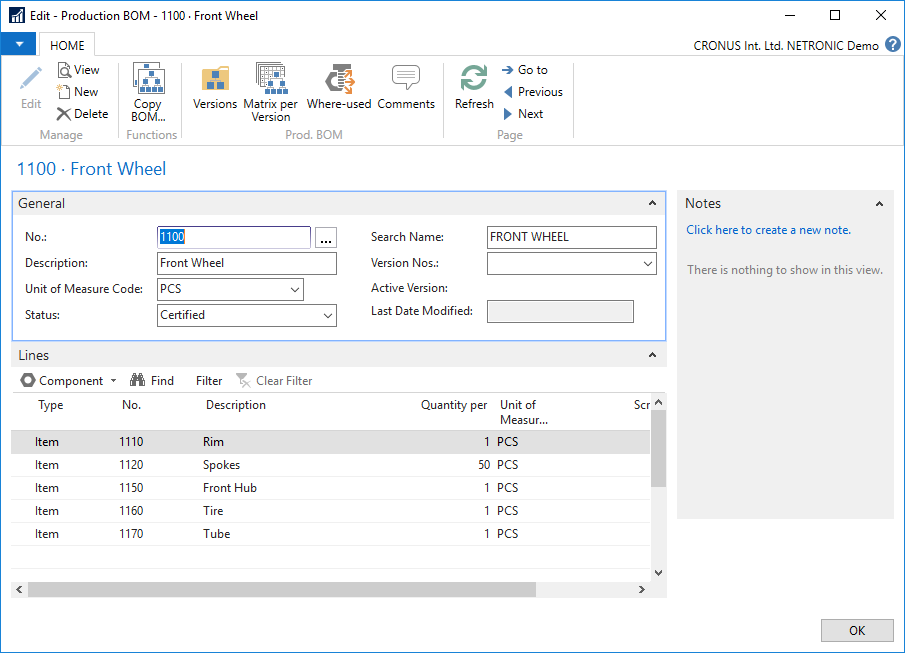 Edit - Production BOM - 1100 · Front Wheel
HOME
CRONUS Int. Ltd. NETRONIC Demo ?
Edit
View
New
Delete
Manage
Copy BOM...
Functions
Versions
Matrix per Version
Where-used
Comments
Prod. BOM
Refresh
Go to
Previous
Next
Page
1100 · Front Wheel
General
No.: 1100 ...
Description: Front Wheel
Unit of Measure Code: PCS
Status: Certified
Search Name: FRONT WHEEL
Version Nos.:
Active Version:
Last Date Modified:
Notes
Click here to create a new note.
There is nothing to show in this view.
Lines
Component Find Filter Clear Filter
Type No. Description Quantity per Unit of Measur... Scr
Item 1110 Rim 1 PCS
Item 1120 Spokes 50 PCS
Item 1150 Front Hub 1 PCS
Item 1160 Tire 1 PCS
Item 1170 Tube 1 PCS
OK